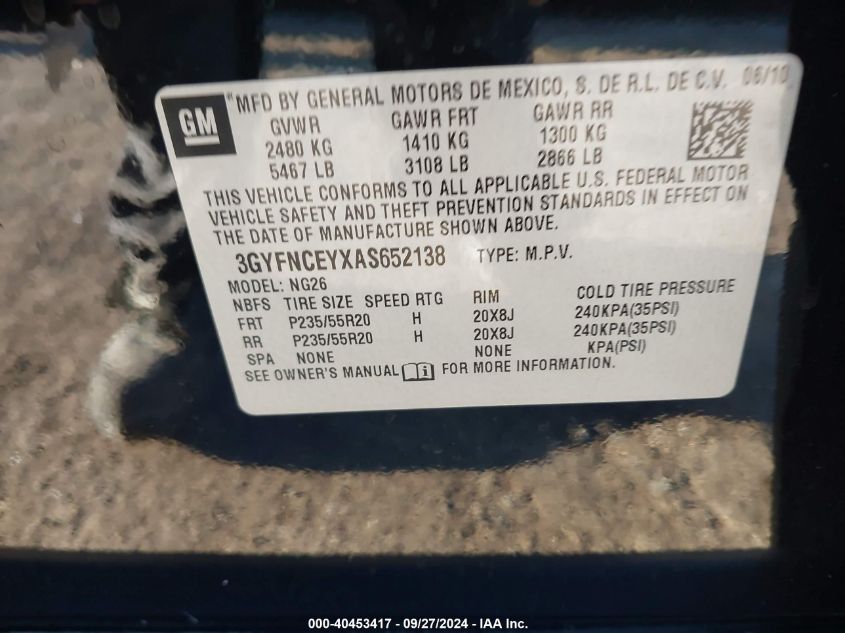 GM
"MFD BY GENERAL MOTORS DE MEXICO, S. DE R.L. DE C.V. 06/10
GVWR GAWR FRT GAWR RR
2480 KG 1410 KG 1300 KG
5467 LB 3108 LB 2866 LB
THIS VEHICLE CONFORMS TO ALL APPLICABLE U.S. FEDERAL MOTOR
VEHICLE SAFETY AND THEFT PREVENTION STANDARDS IN EFFECT ON
THE DATE OF MANUFACTURE SHOWN ABOVE.
3GYFNCEYXAS652138 TYPE: M.P.V.
MODEL: NG26
NBFS TIRE SIZE SPEED RTG RIM COLD TIRE PRESSURE
FRT P235/55R20 H 20X8J 240KPA(35PSI)
RR P235/55R20 H 20X8J 240KPA(35PSI)
SPA NONE NONE KPA(PSI)
SEE OWNER'S MANUAL FOR MORE INFORMATION.
000-40453417 - 09/27/2024 - IAA Inc.